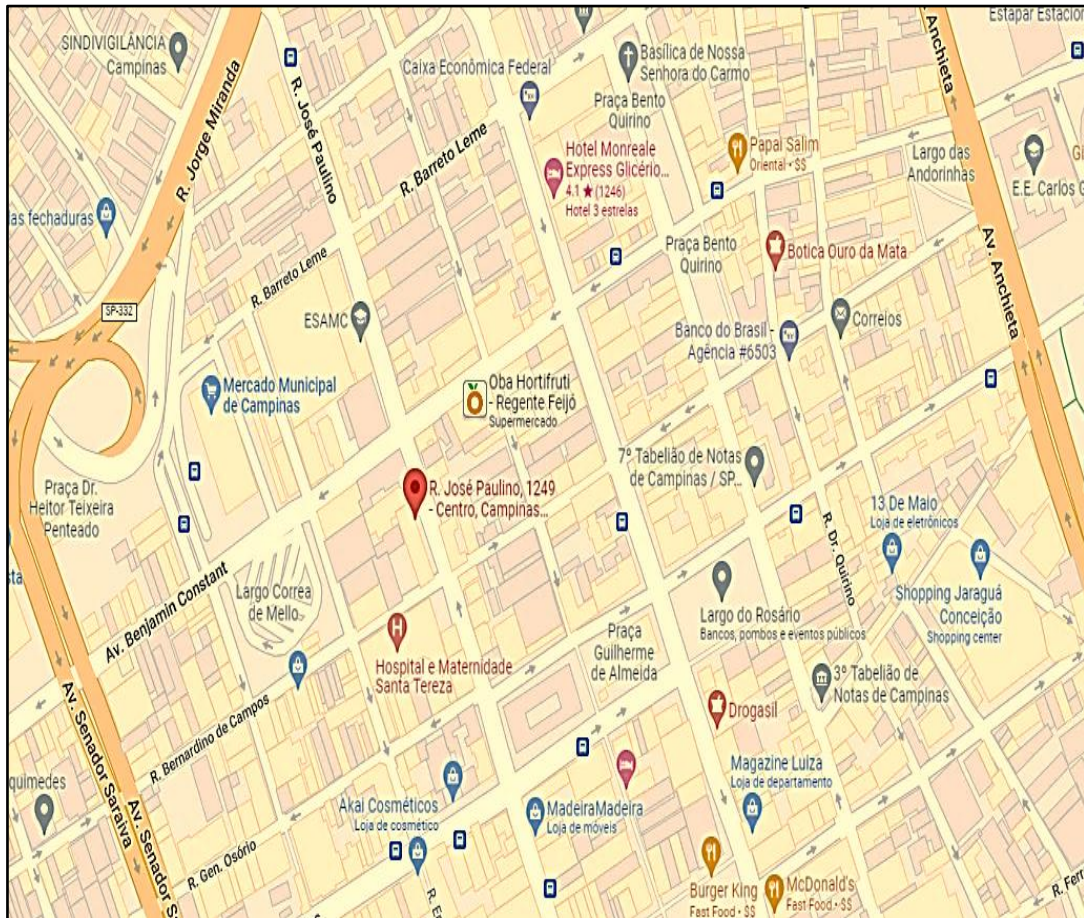 SINDIVIGILÂNCIA
Campinas
R. Jorge Miranda
R. José Paulino
Caixa Econômica Federal
Basílica de Nossa
Senhora do Carmo
Praça Bento
Quirino
Anchieta
Estapar Estacion
R. Barreto Leme
Hotel Monreale
Express Glicério...
4.1 ★ (1246)
Hotel 3 estrelas
Papai Salim
Oriental • $$
Largo das
Andorinhas
E.E. Carlos G
las fechaduras
Praça Bento
Quirino
Botica Ouro da Mata
Av. Anchieta
R. Barreto Leme
SP-332
ESAMC
Banco do Brasil -
Agência #6503
Correios
Mercado Municipal
de Campinas
Oba Hortifruti
- Regente Feijó
Supermercado
7º Tabelião de Notas
de Campinas / SP...
Praça Dr.
Heitor Teixeira
Penteado
R. José Paulino, 1249
- Centro, Campinas...
13 De Maio
Loja de eletrônicos
R. Dr. Quirino
Largo Correa
de Mello
Av. Benjamin Constant
Largo do Rosário
Bancos, pombos e eventos públicos
Shopping Jaraguá
Conceição
Shopping center
H
Hospital e Maternidade
Santa Tereza
Praça
Guilherme
de Almeida
3º Tabelião de
Notas de Campinas
Drogasil
Av. Senador Saraiva
R. Bernardino de Campos
quimedes
Magazine Luiza
Loja de departamento
Akal Cosméticos
Loja de cosmético
MadeiraMadeira
Loja de móveis
Av. Senador S
R. Gen. Osório
Burger King
Fast Food • $$
McDonald's
Fast Food • $$